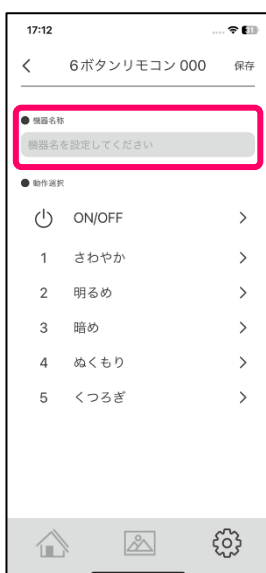 17:12
6ボタンリモコン 000 保存
機器名称
機器名を設定してください
動作選択
ON/OFF
1 さわやか
2 明るめ
3 暗め
4 ぬくもり
5 くつろぎ